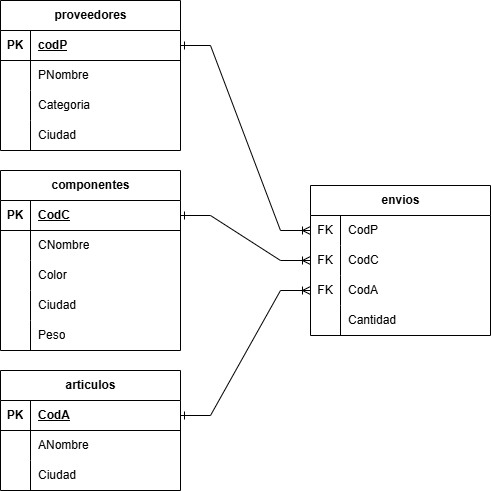 proveedores
PK codP
PNombre
Categoria
Ciudad
componentes
PK CodC
CNombre
Color
Ciudad
Peso
articulos
PK CodA
ANombre
Ciudad
envios
FK CodP
FK CodC
FK CodA
Cantidad